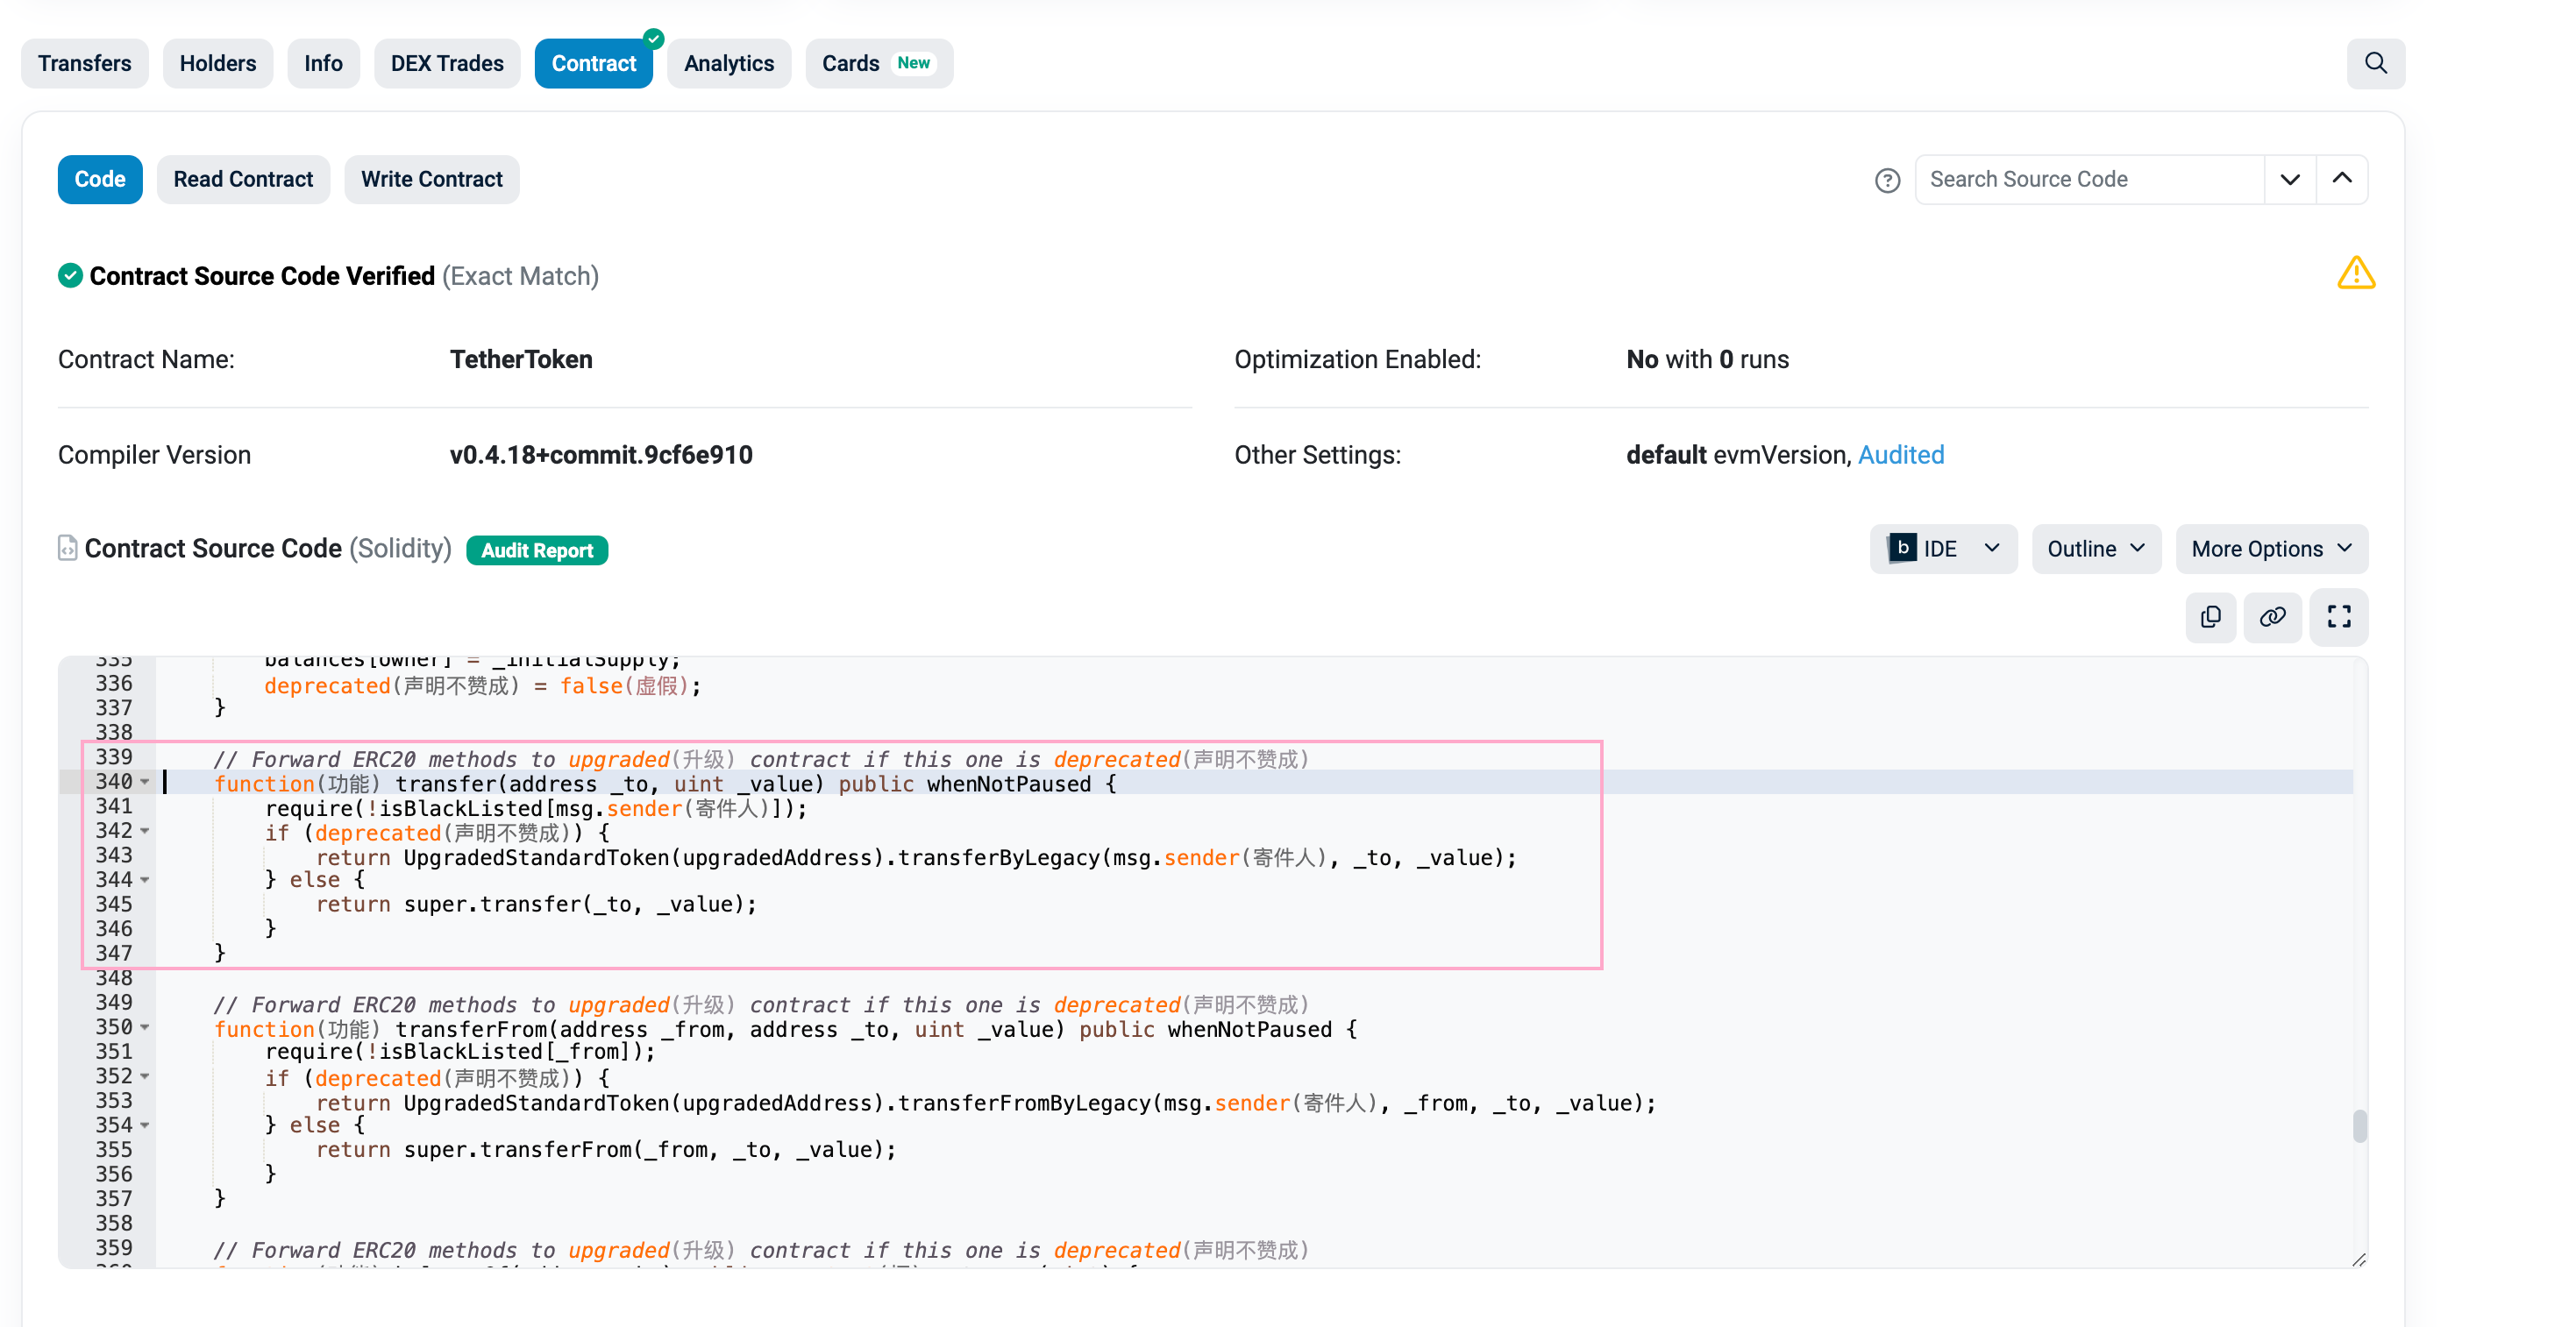 Transfers Holders Info DEX Trades Contract Analytics Cards New
Code Read Contract Write Contract Search Source Code
Contract Source Code Verified (Exact Match)
Contract Name: TetherToken Optimization Enabled: No with 0 runs
Compiler Version v0.4.18+commit.9cf6e910 Other Settings: default evmVersion, Audited
Contract Source Code (Solidity) Audit Report b IDE Outline More Options
335 balances[owner] = _initialSupply;
336 deprecated(声明不赞成) = false(虚假);
337 }
338
339 // Forward ERC20 methods to upgraded(升级) contract if this one is deprecated(声明不赞成)
340 function(功能) transfer(address _to, uint _value) public whenNotPaused {
341 require(!isBlackListed[msg.sender(寄件人)]);
342 if (deprecated(声明不赞成)) {
343 return UpgradedStandardToken(upgradedAddress).transferByLegacy(msg.sender(寄件人), _to, _value);
344 } else {
345 return super.transfer(_to, _value);
346 }
347 }
348
349 // Forward ERC20 methods to upgraded(升级) contract if this one is deprecated(声明不赞成)
350 function(功能) transferFrom(address _from, address _to, uint _value) public whenNotPaused {
351 require(!isBlackListed[_from]);
352 if (deprecated(声明不赞成)) {
353 return UpgradedStandardToken(upgradedAddress).transferFromByLegacy(msg.sender(寄件人), _from, _to, _value);
354 } else {
355 return super.transferFrom(_from, _to, _value);
356 }
357 }
358
359 // Forward ERC20 methods to upgraded(升级) contract if this one is deprecated(声明不赞成)